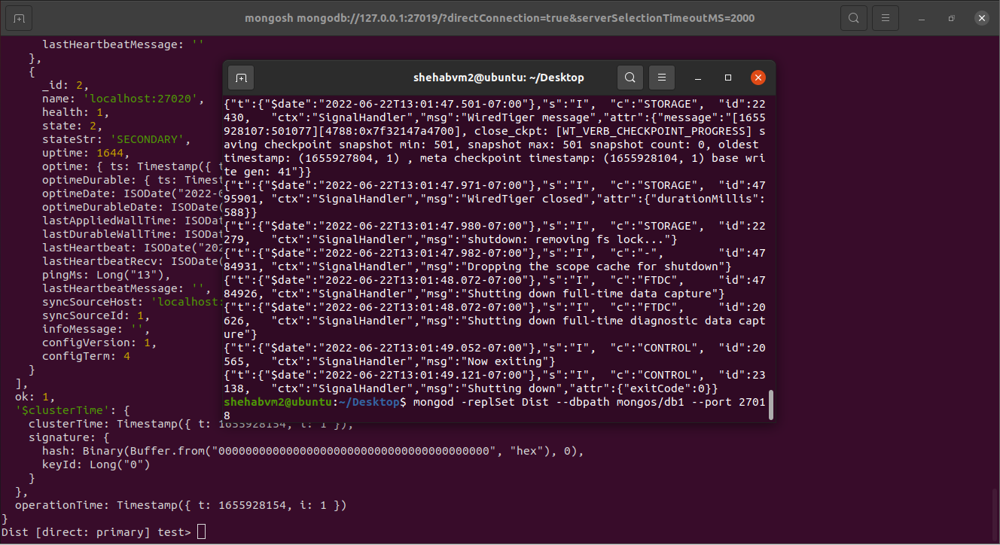 mongosh mongodb://127.0.0.1:27019/?directConnection=true&serverSelectionTimeoutMS=2000
lastHeartbeatMessage: ''
},
{
_id: 2,
name: 'localhost:27020',
health: 1,
state: 2,
stateStr: 'SECONDARY',
uptime: 1644,
optime: { ts: Timestamp({ t
optimeDurable: { ts: Timest
optimeDate: ISODate("2022-0
optimeDurableDate: ISODate(
lastAppliedWallTime: ISODat
lastDurableWallTime: ISODat
lastHeartbeat: ISODate("202
lastHeartbeatRecv: ISODate(
pingMs: Long("13"),
lastHeartbeatMessage: '',
syncSourceHost: 'localhost:
syncSourceId: 1,
infoMessage: '',
configVersion: 1,
configTerm: 4
}
],
ok: 1,
'$clusterTime': {
clusterTime: Timestamp({ t: 1655928154, i: 1 }),
signature: {
hash: Binary(Buffer.from("0000000000000000000000000000000000000000", "hex"), 0),
keyId: Long("0")
}
},
operationTime: Timestamp({ t: 1655928154, i: 1 })
}
Dist [direct: primary] test>
shehabvm2@ubuntu: ~/Desktop
{"t":{"$date":"2022-06-22T13:01:47.501-07:00"},"s":"I", "c":"STORAGE", "id":22
430, "ctx":"SignalHandler","msg":"WiredTiger message","attr":{"message":"[1655
928107:501077][4788:0x7f32147a4700], close_ckpt: [WT_VERB_CHECKPOINT_PROGRESS] s
aving checkpoint snapshot min: 501, snapshot max: 501 snapshot count: 0, oldest
timestamp: (1655927804, 1) , meta checkpoint timestamp: (1655928104, 1) base wri
te gen: 41"}}
{"t":{"$date":"2022-06-22T13:01:47.971-07:00"},"s":"I", "c":"STORAGE", "id":47
95901, "ctx":"SignalHandler","msg":"WiredTiger closed","attr":{"durationMillis":
588}}
{"t":{"$date":"2022-06-22T13:01:47.980-07:00"},"s":"I", "c":"STORAGE", "id":22
279, "ctx":"SignalHandler","msg":"shutdown: removing fs lock..."}
{"t":{"$date":"2022-06-22T13:01:47.982-07:00"},"s":"I", "c":"-", "id":47
84931, "ctx":"SignalHandler","msg":"Dropping the scope cache for shutdown"}
{"t":{"$date":"2022-06-22T13:01:48.072-07:00"},"s":"I", "c":"FTDC", "id":47
84926, "ctx":"SignalHandler","msg":"Shutting down full-time data capture"}
{"t":{"$date":"2022-06-22T13:01:48.072-07:00"},"s":"I", "c":"FTDC", "id":20
626, "ctx":"SignalHandler","msg":"Shutting down full-time diagnostic data capt
ure"}
{"t":{"$date":"2022-06-22T13:01:49.052-07:00"},"s":"I", "c":"CONTROL", "id":20
565, "ctx":"SignalHandler","msg":"Now exiting"}
{"t":{"$date":"2022-06-22T13:01:49.121-07:00"},"s":"I", "c":"CONTROL", "id":23
138, "ctx":"SignalHandler","msg":"Shutting down","attr":{"exitCode":0}}
shehabvm2@ubuntu:~/Desktop$ mongod -replSet Dist --dbpath mongos/db1 --port 2701
8